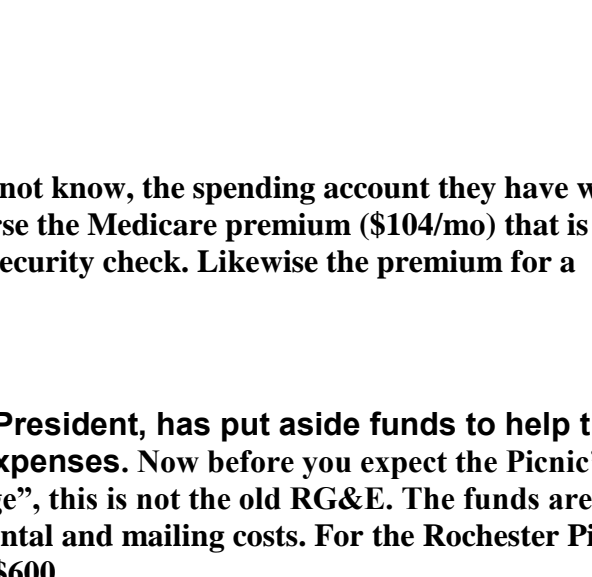 not know, the spending account they have w
rse the Medicare premium ($104/mo) that is
ecurity check. Likewise the premium for a
President, has put aside funds to help t
xpenses. Now before you expect the Picnic’
ge”, this is not the old RG&E. The funds are
ntal and mailing costs. For the Rochester Pi
$600